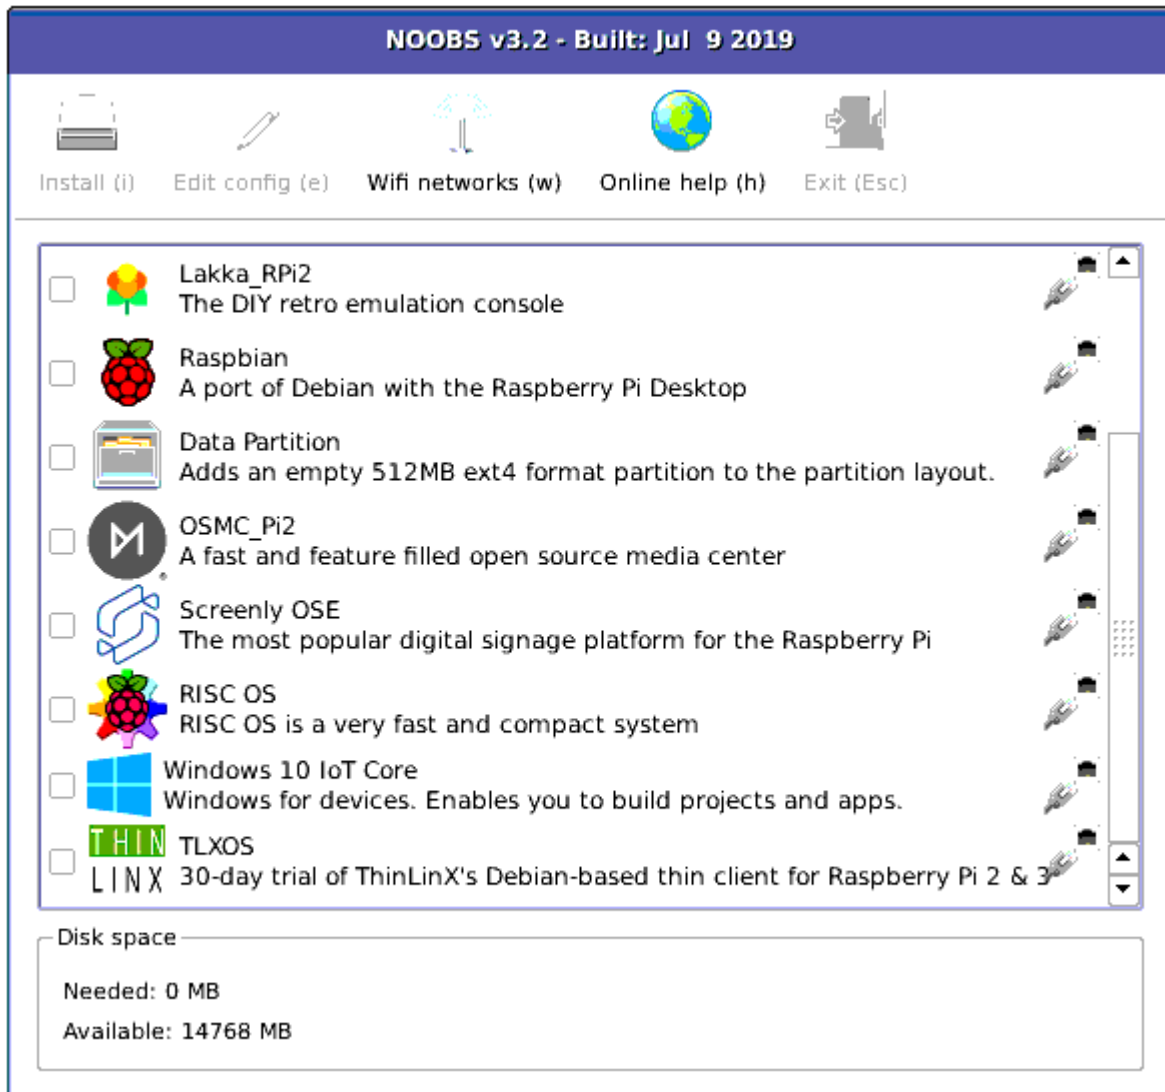 NOOBS v3.2 - Built: Jul  9 2019
Install (i) Edit config (e) Wifi networks (w) Online help (h) Exit (Esc)
Lakka_RPi2
The DIY retro emulation console
Raspbian
A port of Debian with the Raspberry Pi Desktop
Data Partition
Adds an empty 512MB ext4 format partition to the partition layout.
OSMC_Pi2
A fast and feature filled open source media center
Screenly OSE
The most popular digital signage platform for the Raspberry Pi
RISC OS
RISC OS is a very fast and compact system
Windows 10 IoT Core
Windows for devices. Enables you to build projects and apps.
THIN TLXOS
LINX 30-day trial of ThinLinX's Debian-based thin client for Raspberry Pi 2 & 3
Disk space
Needed: 0 MB
Available: 14768 MB